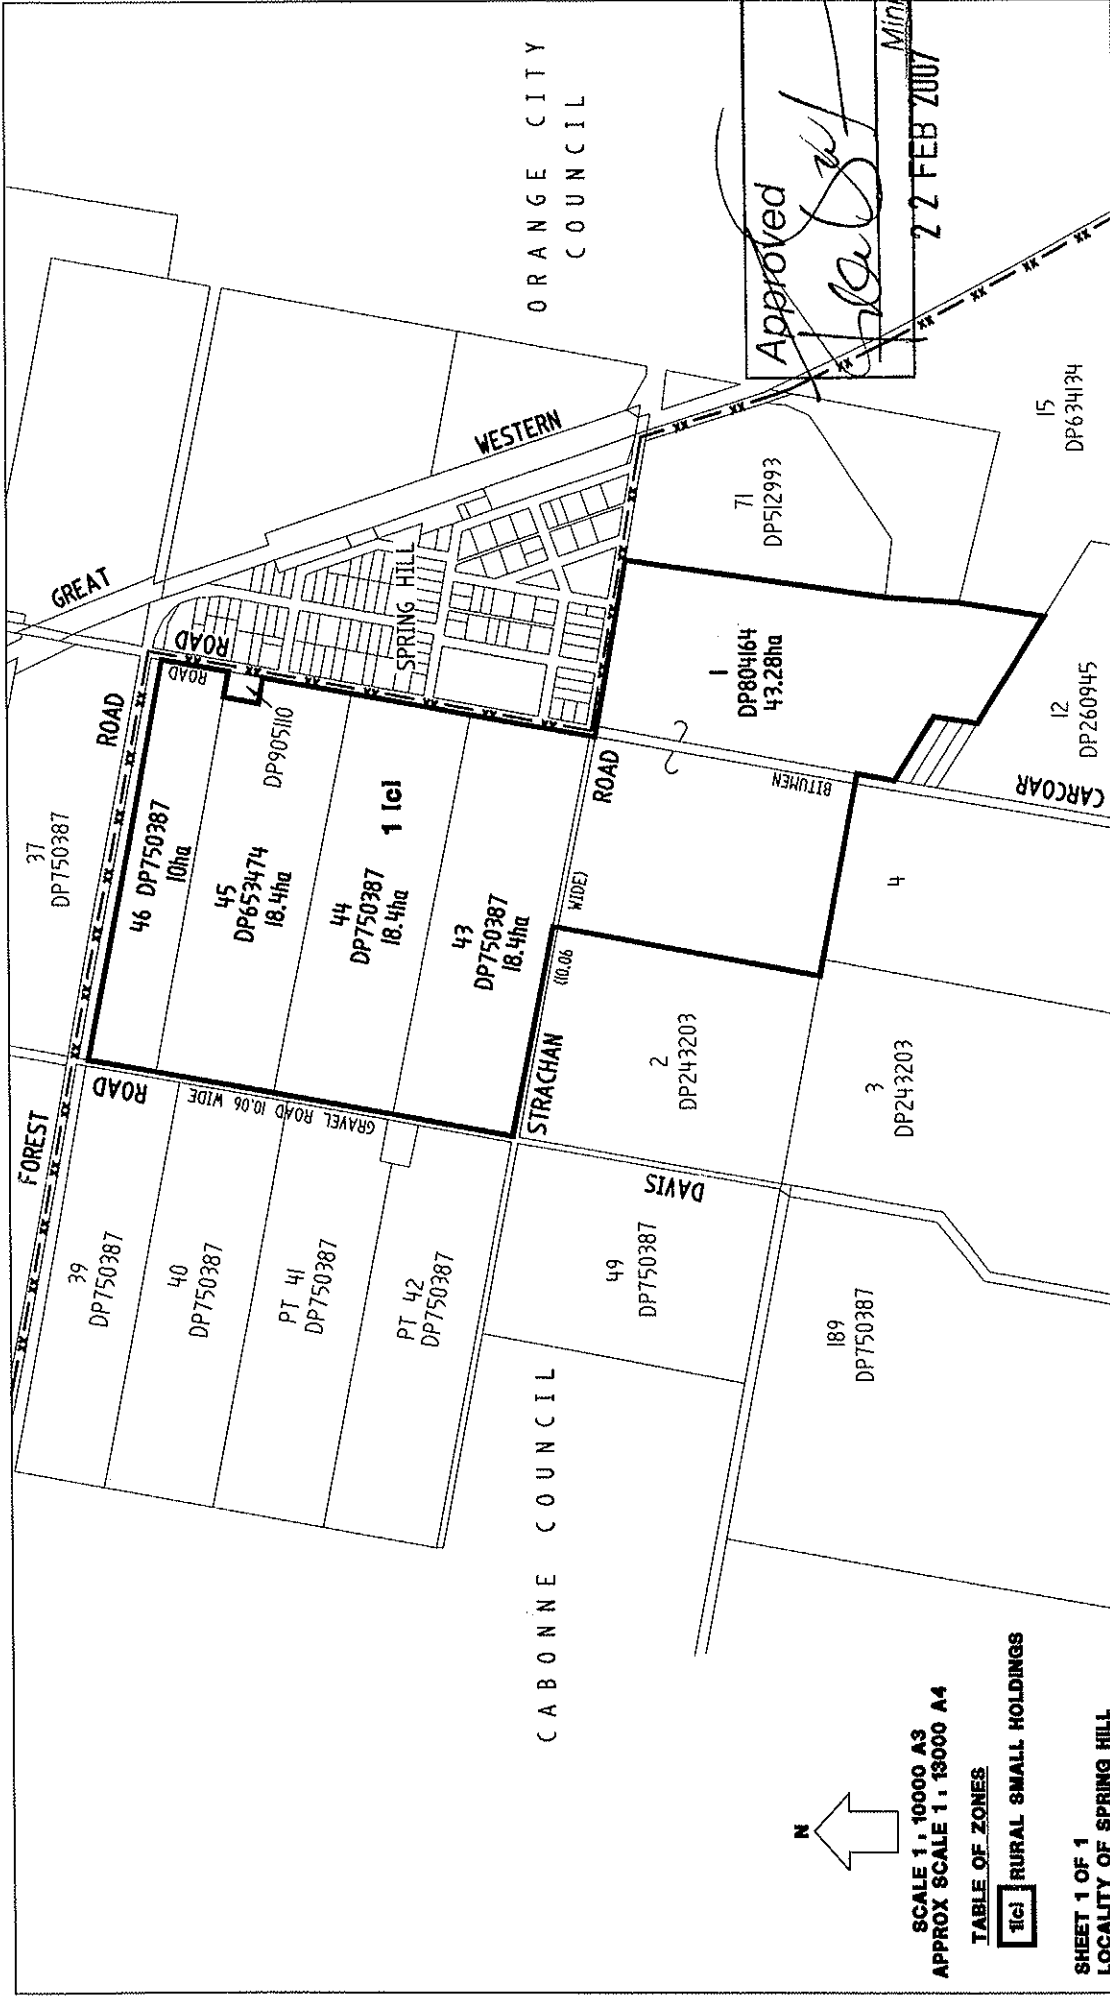 37
DP750387
FOREST
ROAD
GREAT
WESTERN
ORANGE CITY
COUNCIL
ROAD
ROAD
SPRING HILL
46 DP750387
10ha
45
DP653474
18.4ha
DP905110
44
DP750387
18.4ha
1 (c)
43
DP750387
18.4ha
ROAD
GRAVEL ROAD 10.06 WIDE
39
DP750387
40
DP750387
PT 41
DP750387
PT 42
DP750387
STRACHAN
(10.06
WIDE)
ROAD
1
DP804164
43.28ha
BITUMEN
71
DP512993
15
DP634134
12
DP260945
CARCOAR
4
2
DP243203
3
DP243203
DAVIS
49
DP750387
189
DP750387
CABONNE COUNCIL
Approved
22 FEB 2007
N
SCALE 1 : 10000 A3
APPROX SCALE 1 : 13000 A4
TABLE OF ZONES
1(c) RURAL SMALL HOLDINGS
SHEET 1 OF 1
LOCALITY OF SPRING HILL